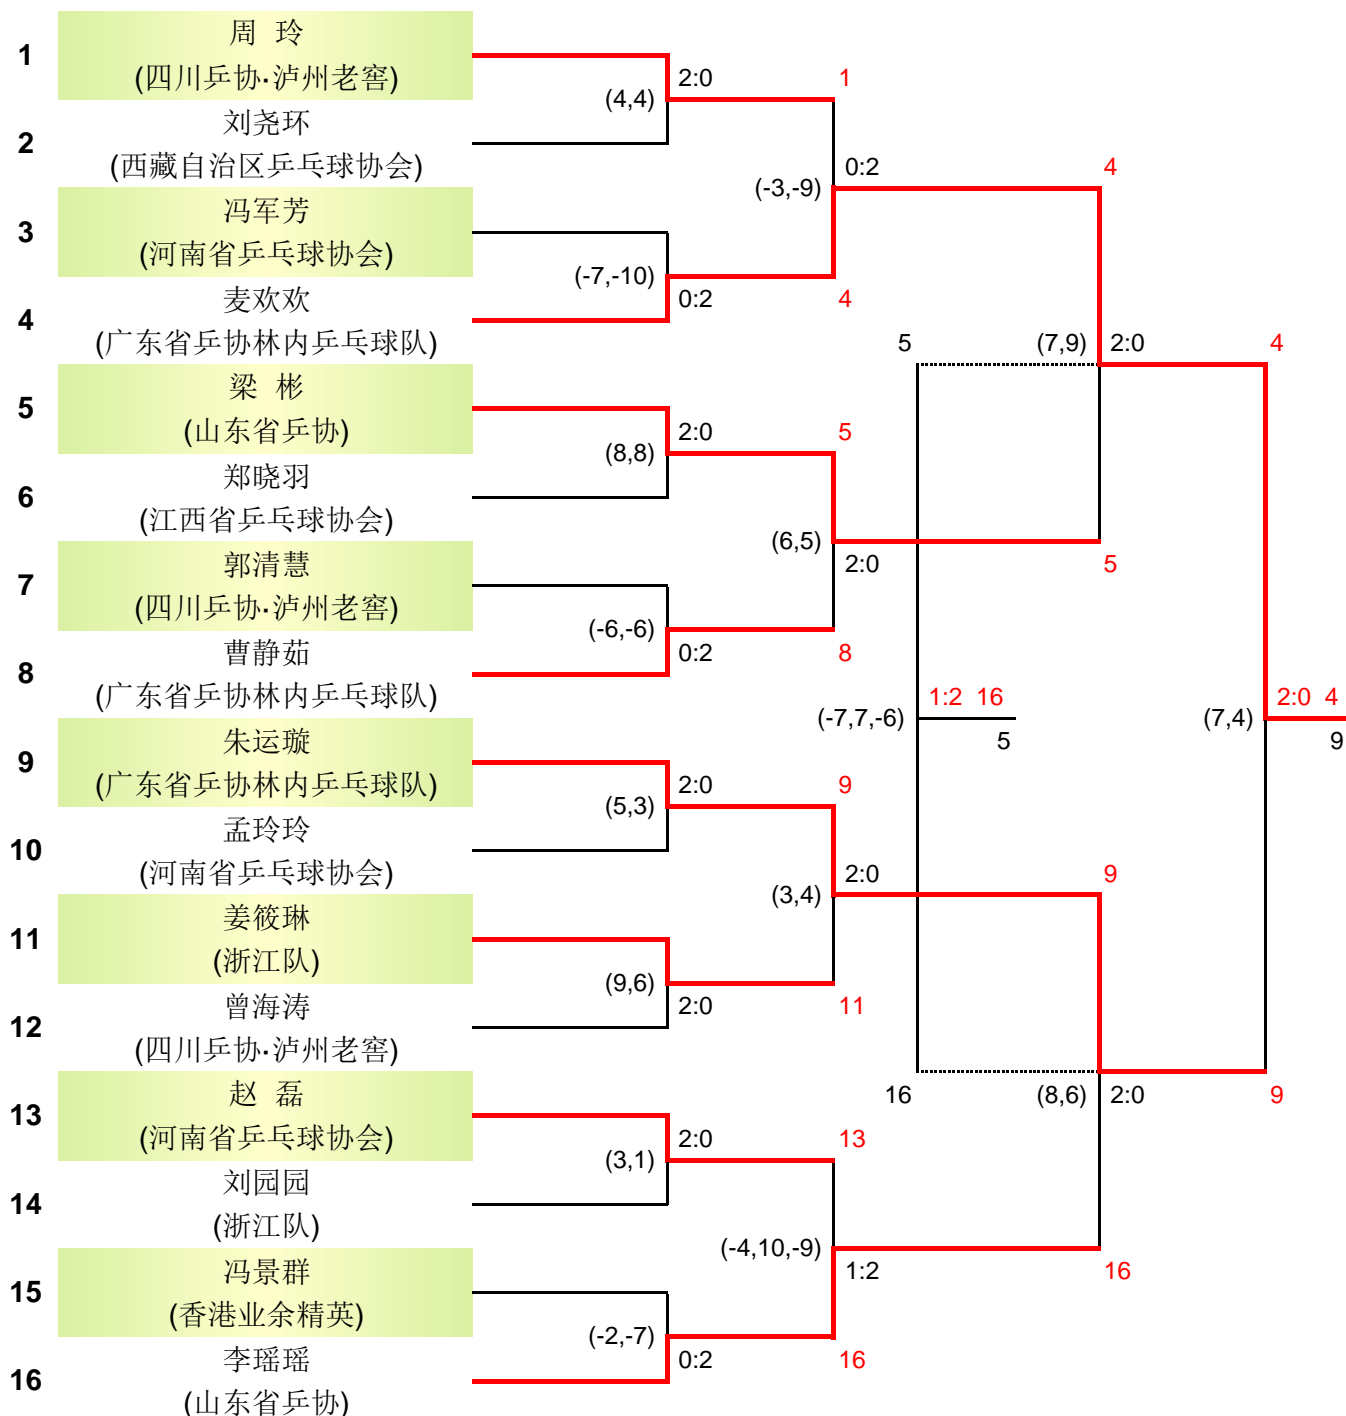 1
周 玲
(四川乒协·泸州老窖)
2
刘尧环
(西藏自治区乒乓球协会)
3
冯军芳
(河南省乒乓球协会)
4
麦欢欢
(广东省乒协林内乒乓球队)
5
梁 彬
(山东省乒协)
6
郑晓羽
(江西省乒乓球协会)
7
郭清慧
(四川乒协·泸州老窖)
8
曹静茹
(广东省乒协林内乒乓球队)
9
朱运璇
(广东省乒协林内乒乓球队)
10
孟玲玲
(河南省乒乓球协会)
11
姜筱琳
(浙江队)
12
曾海涛
(四川乒协·泸州老窖)
13
赵 磊
(河南省乒乓球协会)
14
刘园园
(浙江队)
15
冯景群
(香港业余精英)
16
李瑶瑶
(山东省乒协)
(4,4)
2:0
1
(-7,-10)
0:2
4
(8,8)
2:0
5
(-6,-6)
0:2
8
(5,3)
2:0
9
(9,6)
2:0
11
(3,1)
2:0
13
(-2,-7)
0:2
16
(-3,-9)
0:2
4
(6,5)
2:0
5
(3,4)
2:0
9
(-4,10,-9)
1:2
16
5
(7,9)
2:0
4
16
(8,6)
2:0
9
(-7,7,-6)
1:2 16
5
(7,4)
2:0 4
9